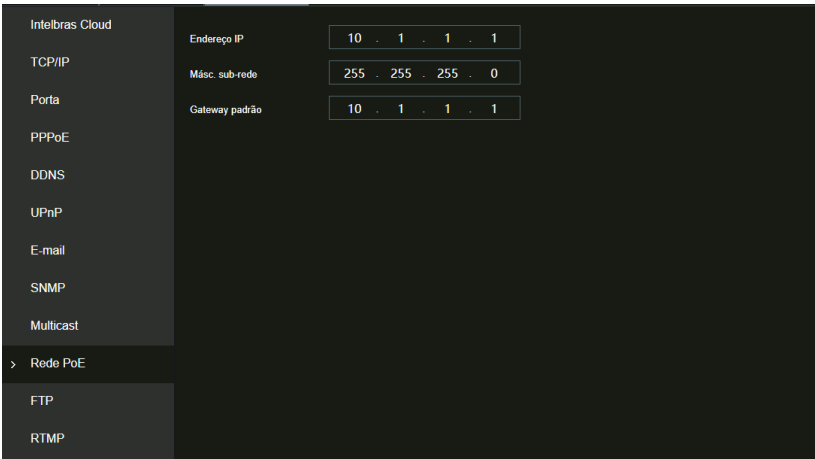 Intelbras Cloud
TCP/IP
Porta
PPPoE
DDNS
UPnP
E-mail
SNMP
Multicast
> Rede PoE
FTP
RTMP
Endereço IP 10 . 1 . 1 . 1
Másc. sub-rede 255 . 255 . 255 . 0
Gateway padrão 10 . 1 . 1 . 1